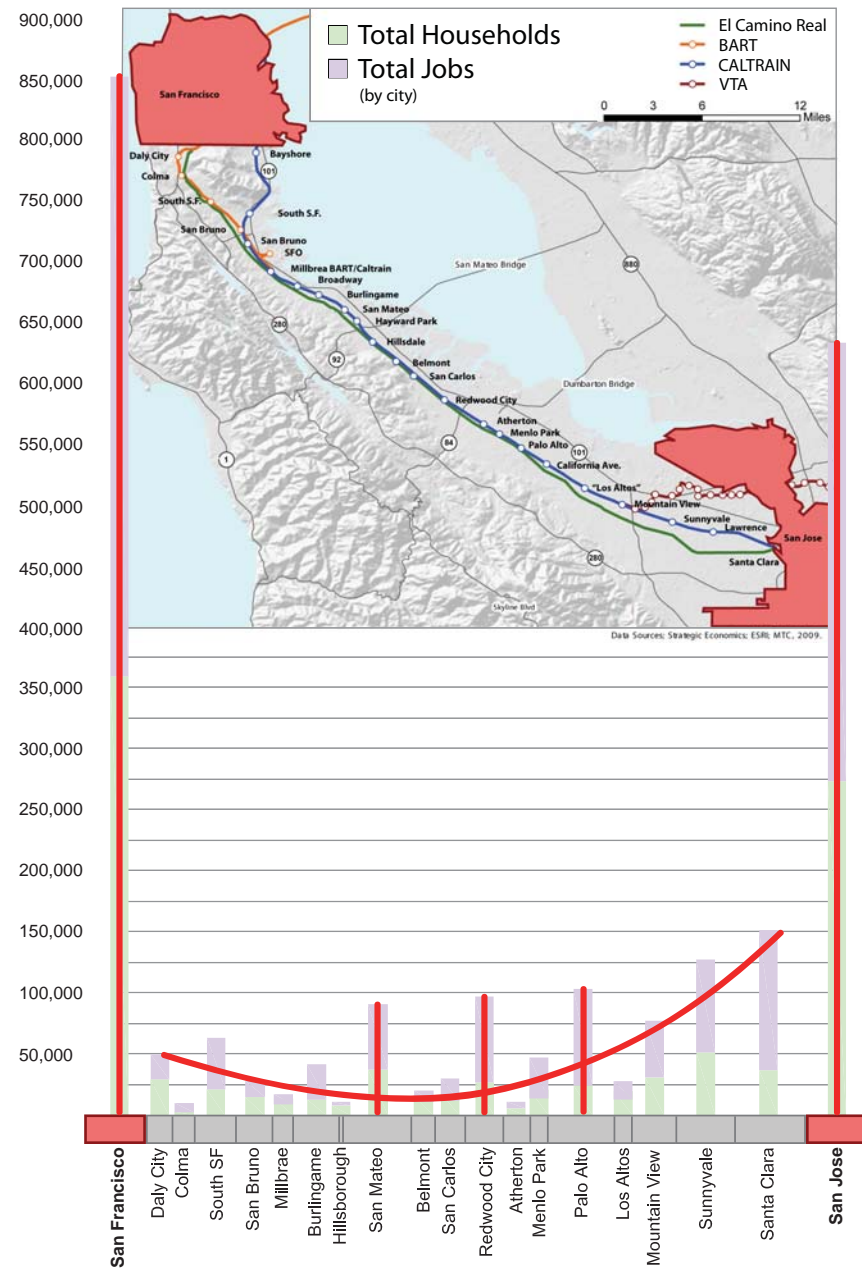 900,000
850,000
800,000
750,000
700,000
650,000
600,000
550,000
500,000
450,000
400,000
350,000
300,000
250,000
200,000
150,000
100,000
50,000
Total Households
Total Jobs
(by city)
El Camino Real
BART
CALTRAIN
VTA
0 3 6 12
Miles
San Francisco
Daly City
Bayshore
Colma
101
South S.F.
South S.F.
San Bruno
San Bruno
SFO
Millbrea BART/Caltrain
Broadway
Burlingame
San Mateo
Hayward Park
Hillsdale
Belmont
San Carlos
Redwood City
Atherton
Menlo Park
Palo Alto
California Ave.
"Los Altos"
Mountain View
Sunnyvale
Lawrence
San Jose
Santa Clara
San Mateo Bridge
880
Dumbarton Bridge
280
92
84
101
1
280
Skyline Blvd
Data Sources; Strategic Economics; ESRI; MTC, 2009.
San Francisco
Daly City
Colma
South SF
San Bruno
Millbrae
Burlingame
Hillsborough
San Mateo
Belmont
San Carlos
Redwood City
Atherton
Menlo Park
Palo Alto
Los Altos
Mountain View
Sunnyvale
Santa Clara
San Jose